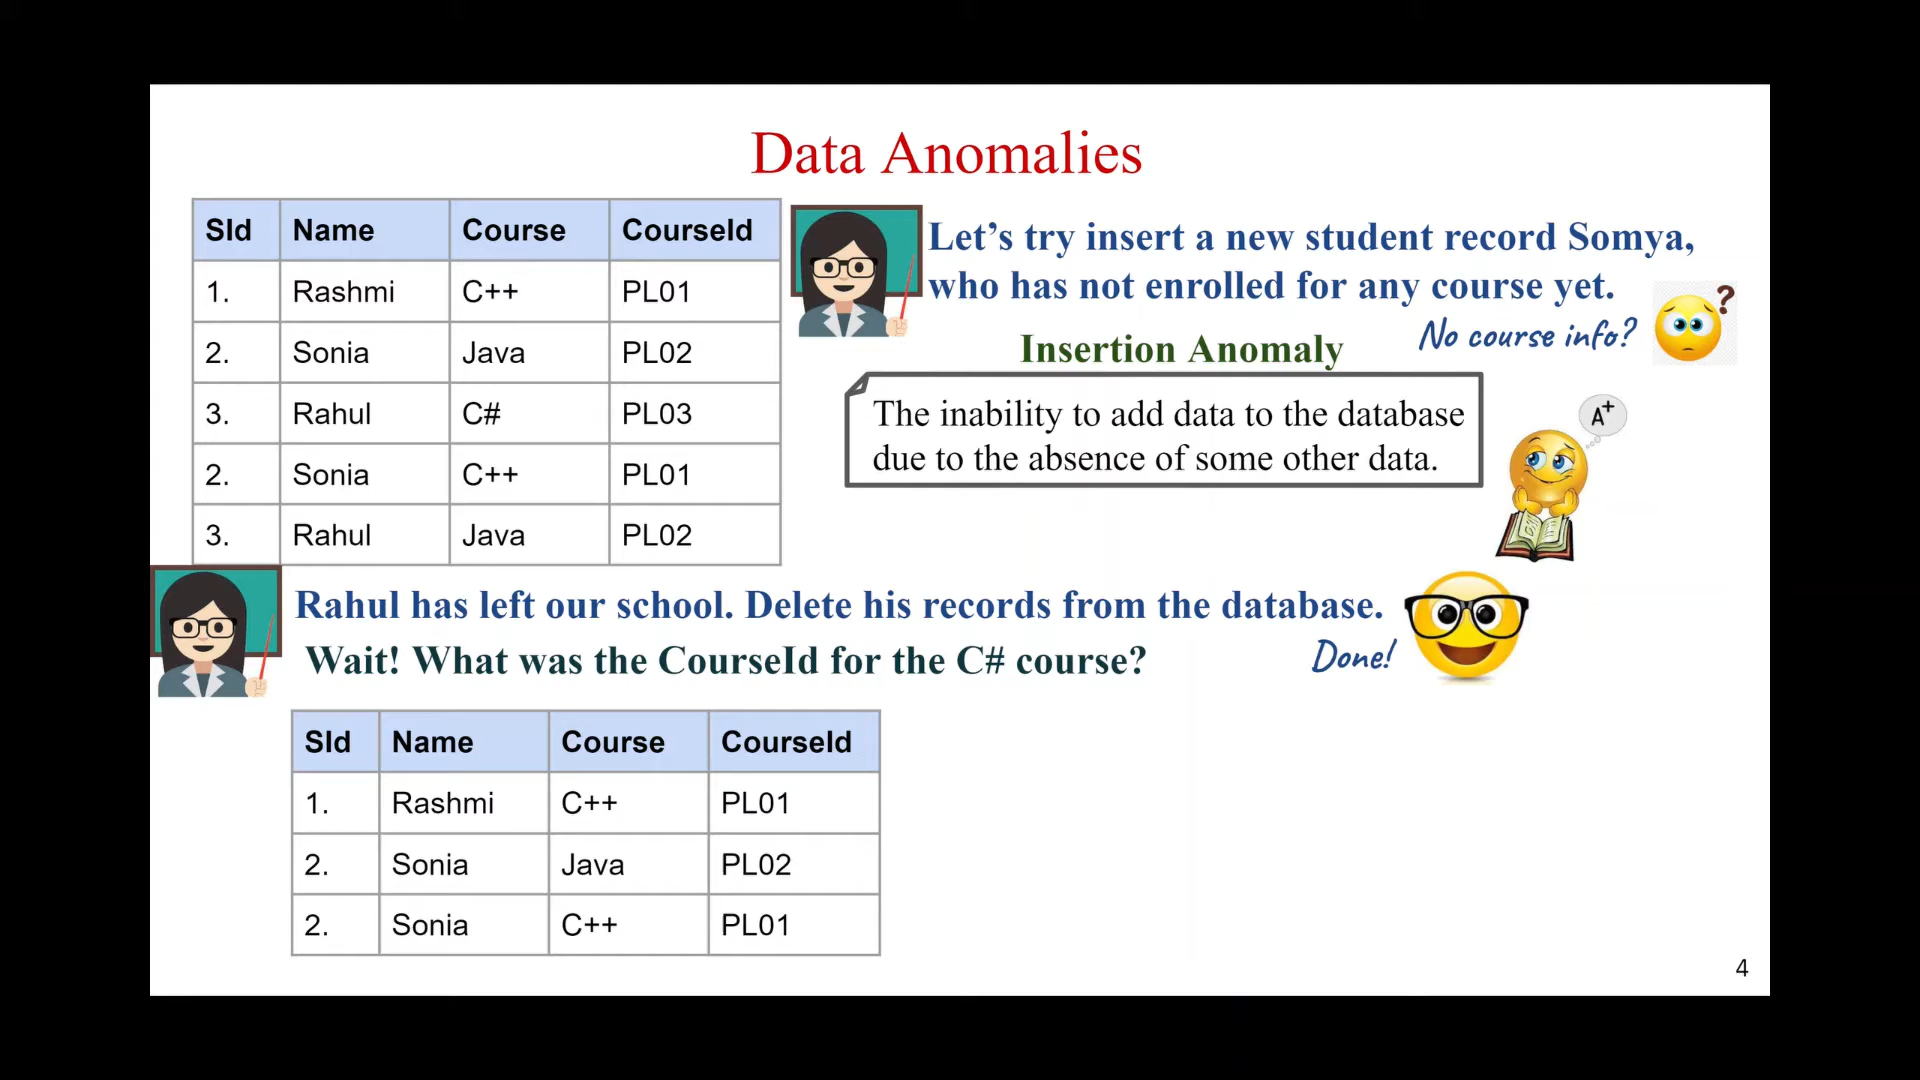 Data Anomalies
SId Name Course CourseId
1. Rashmi C++ PL01
2. Sonia Java PL02
3. Rahul C# PL03
2. Sonia C++ PL01
3. Rahul Java PL02
Let’s try insert a new student record Somya,
who has not enrolled for any course yet.
?
No course info?
Insertion Anomaly
The inability to add data to the database
due to the absence of some other data.
A+
Rahul has left our school. Delete his records from the database.
Wait! What was the CourseId for the C# course?
Done!
SId Name Course CourseId
1. Rashmi C++ PL01
2. Sonia Java PL02
2. Sonia C++ PL01
4